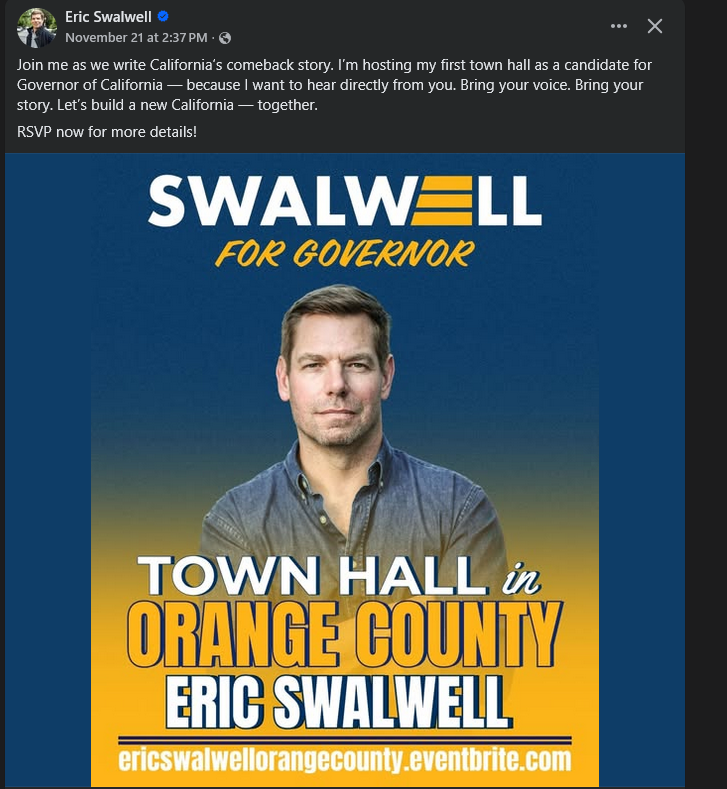 Eric Swalwell
November 21 at 2:37 PM ·
Join me as we write California's comeback story. I'm hosting my first town hall as a candidate for
Governor of California — because I want to hear directly from you. Bring your voice. Bring your
story. Let's build a new California — together.
RSVP now for more details!
SWALWELL
FOR GOVERNOR
TOWN HALL in
ORANGE COUNTY
ERIC SWALWELL
ericswalwellorangecounty.eventbrite.com